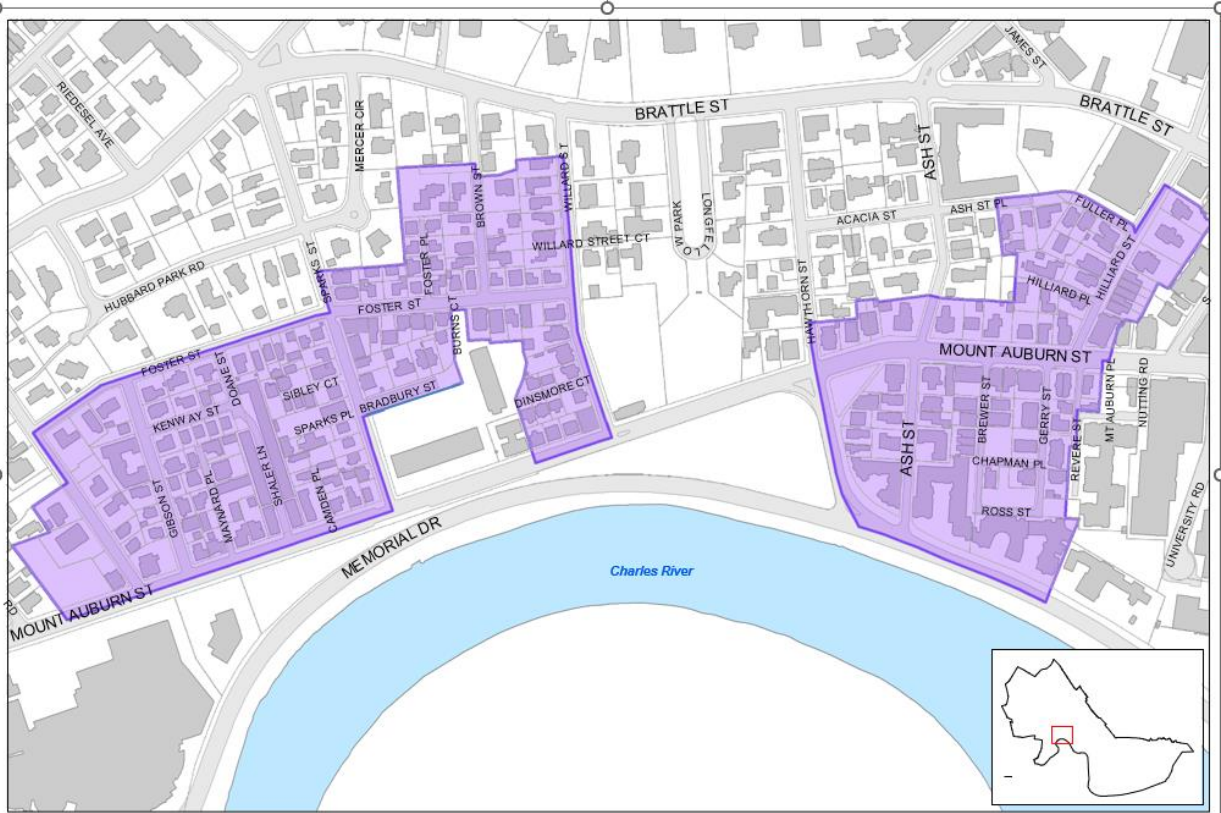 JAMES ST
RIEDESEL AVE
BRATTLE ST
BRATTLE ST
MERCER CIR
ASH ST
WILLARD ST
BROWN ST
LONGFELLO
W PARK
ACACIA ST
ASH ST PL
FULLER PL
WILLARD STREET CT
FOSTER PL
HILLIARD ST
SPARKS ST
HUBBARD PARK RD
HILLIARD PL
HAWTHORN ST
FOSTER ST
BURNS CT
MOUNT AUBURN ST
FOSTER ST
DOANE ST
SIBLEY CT
BRADBURY ST
DINSMORE CT
BREWER ST
GERRY ST
MT AUBURN PL
NUTTING RD
KENWAY ST
SPARKS PL
REVERE ST
ASH ST
SHALER LN
CHAPMAN PL
GIBSON ST
MAYNARD PL
CAMDEN PL
ROSS ST
UNIVERSITY RD
MEMORIAL DR
Charles River
RD
MOUNT AUBURN ST